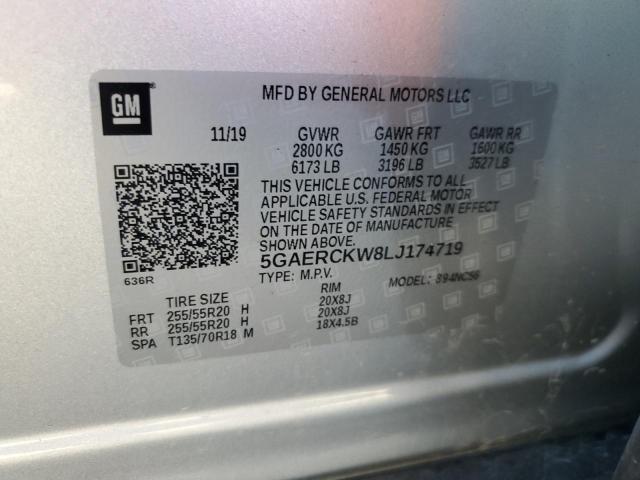 GM
MFD BY GENERAL MOTORS LLC
11/19 GVWR GAWR FRT GAWR RR
2800 KG 1450 KG 1600 KG
6173 LB 3196 LB 3527 LB
THIS VEHICLE CONFORMS TO ALL
APPLICABLE U.S. FEDERAL MOTOR
VEHICLE SAFETY STANDARDS IN EFFECT
ON THE DATE OF MANUFACTURE
SHOWN ABOVE.
5GAERCKW8LJ174719
636R TYPE: M.P.V. MODEL: 894NC56
TIRE SIZE RIM
FRT 255/55R20 H 20X8J
RR 255/55R20 H 20X8J
SPA T135/70R18 M 18X4.5B